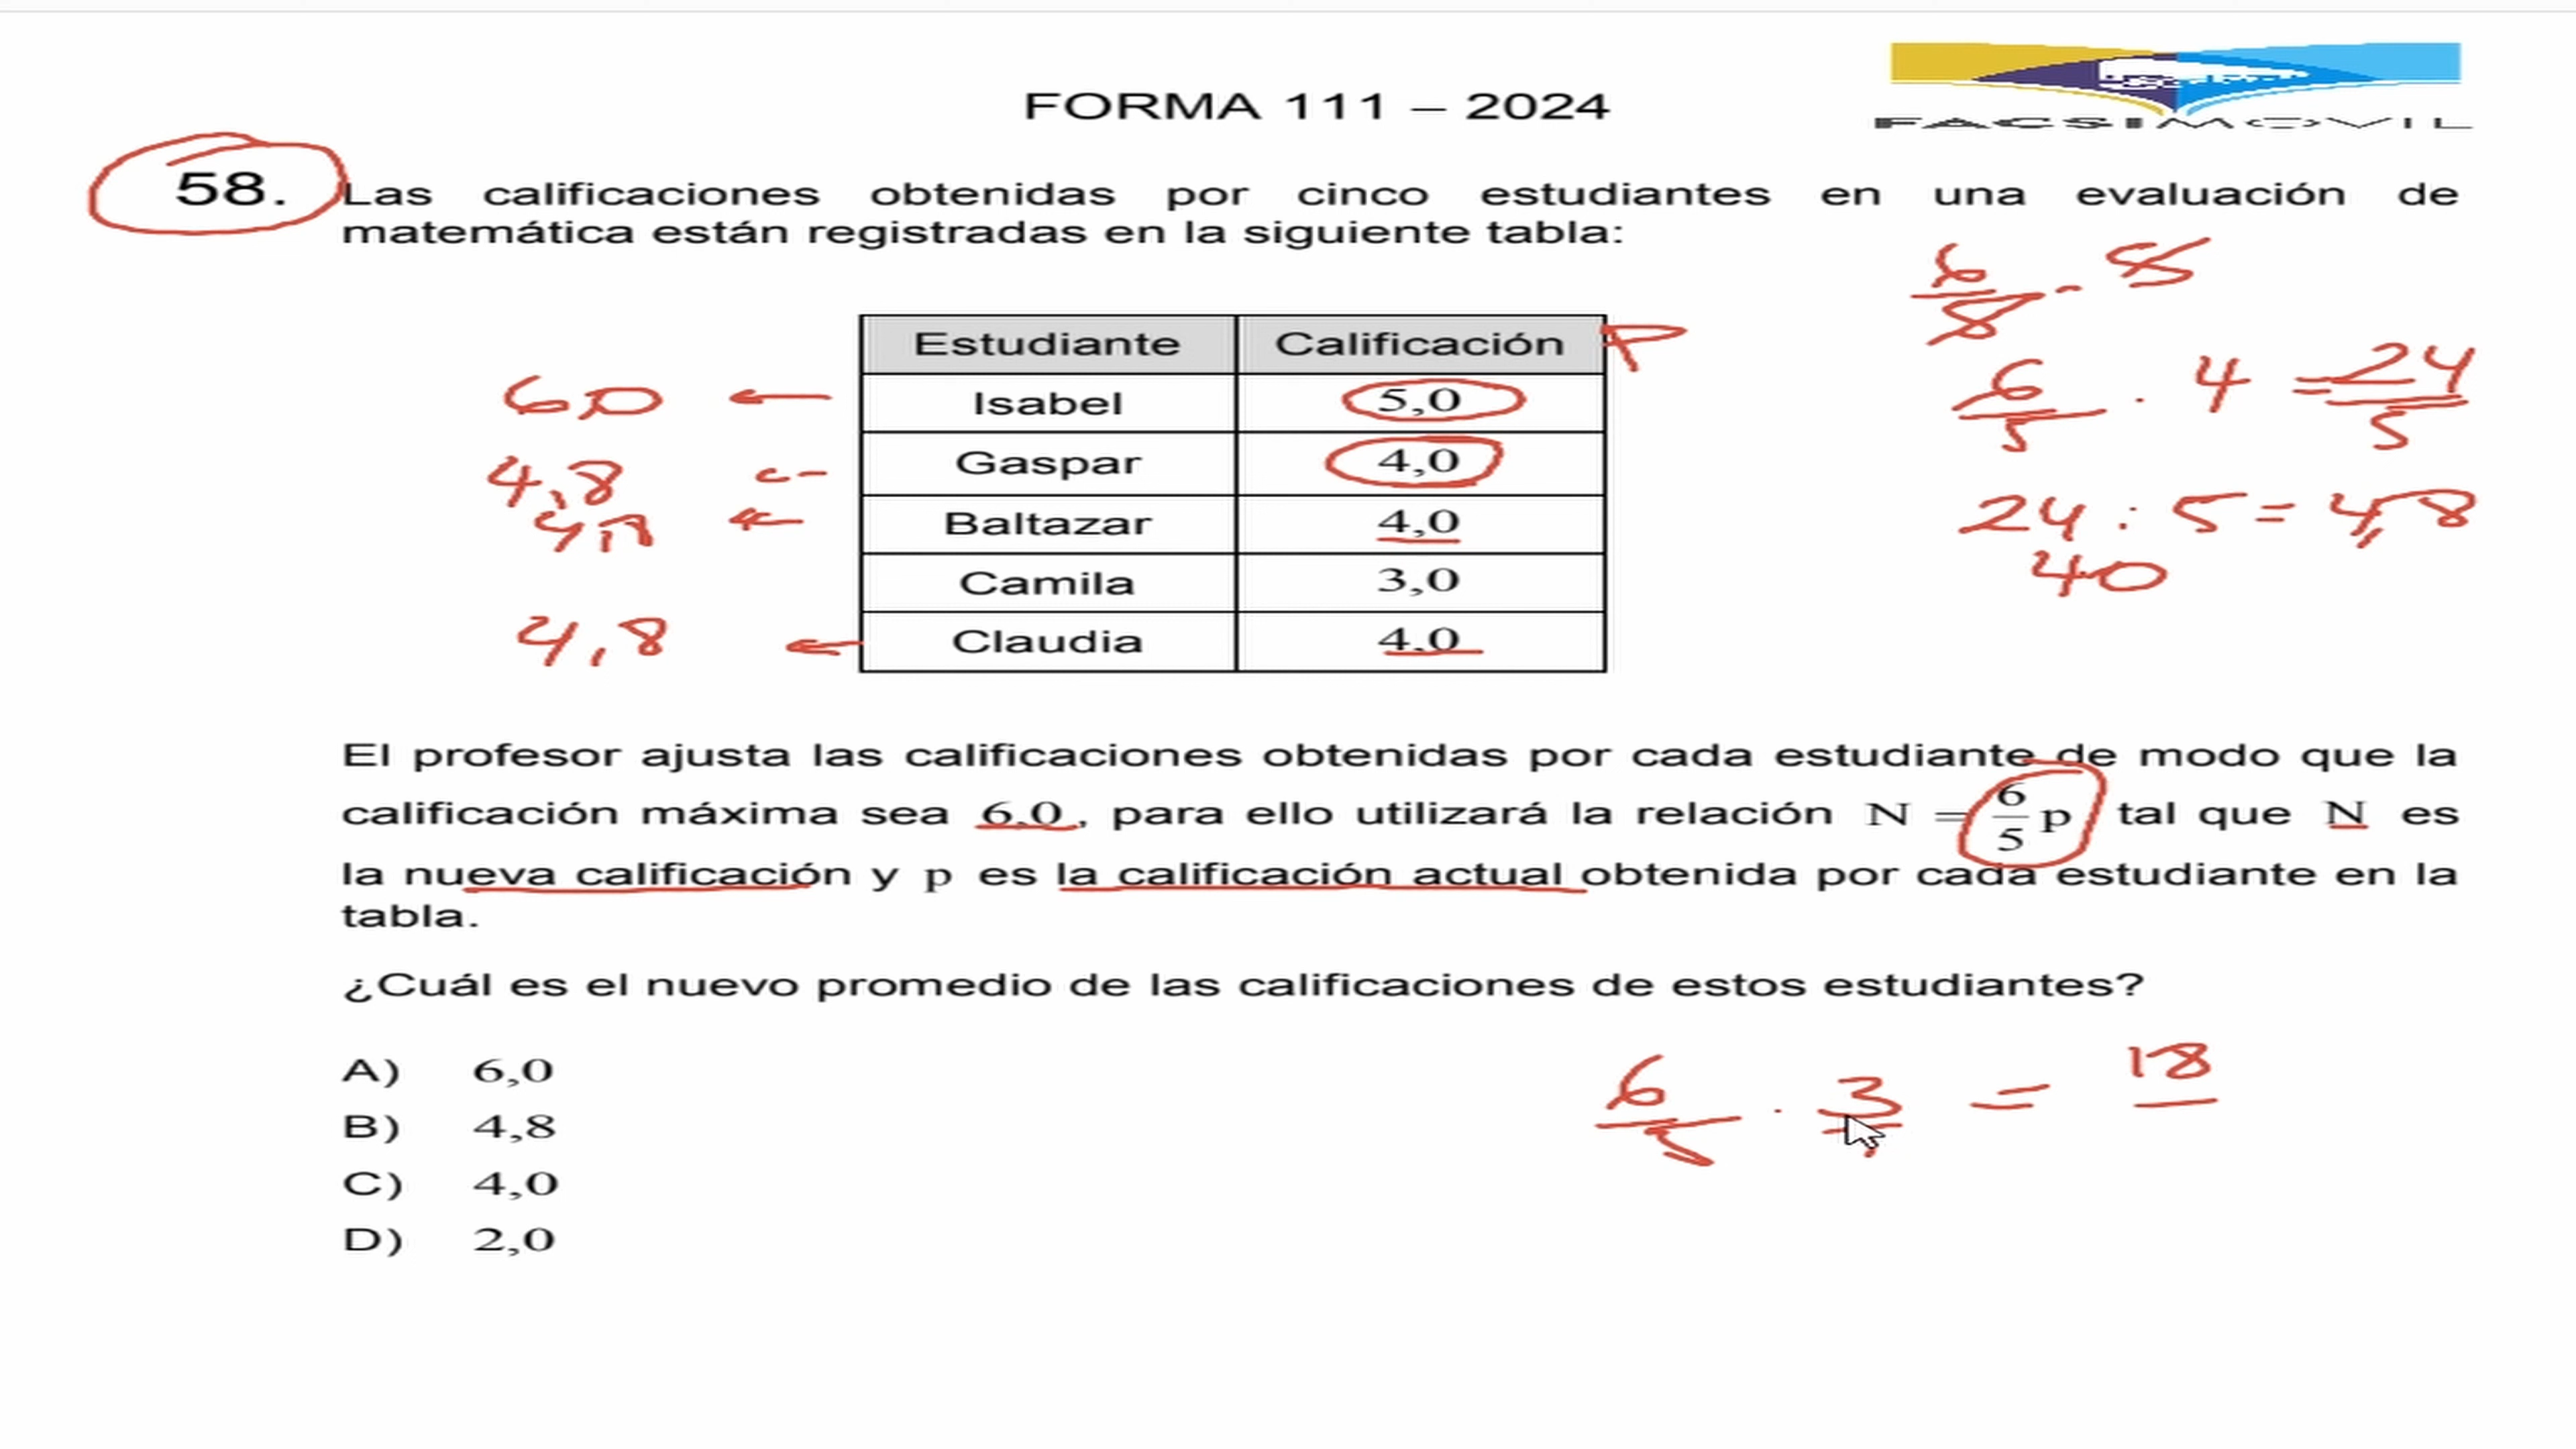 FORMA 111 – 2024
FACSIMOVIL
58. Las calificaciones obtenidas por cinco estudiantes en una evaluación de
matemática están registradas en la siguiente tabla:
Estudiante Calificación P
6,0 ← Isabel 5,0
4,8 ← Gaspar 4,0
← Baltazar 4,0
Camila 3,0
4,8 ← Claudia 4,0
6/5 · 4 = 24/5
24 : 5 = 4,8
40
El profesor ajusta las calificaciones obtenidas por cada estudiante de modo que la
calificación máxima sea 6,0, para ello utilizará la relación N = 6/5 p tal que N es
la nueva calificación y p es la calificación actual obtenida por cada estudiante en la
tabla.
¿Cuál es el nuevo promedio de las calificaciones de estos estudiantes?
A) 6,0
B) 4,8
C) 4,0
D) 2,0
6/5 · 3 = 18